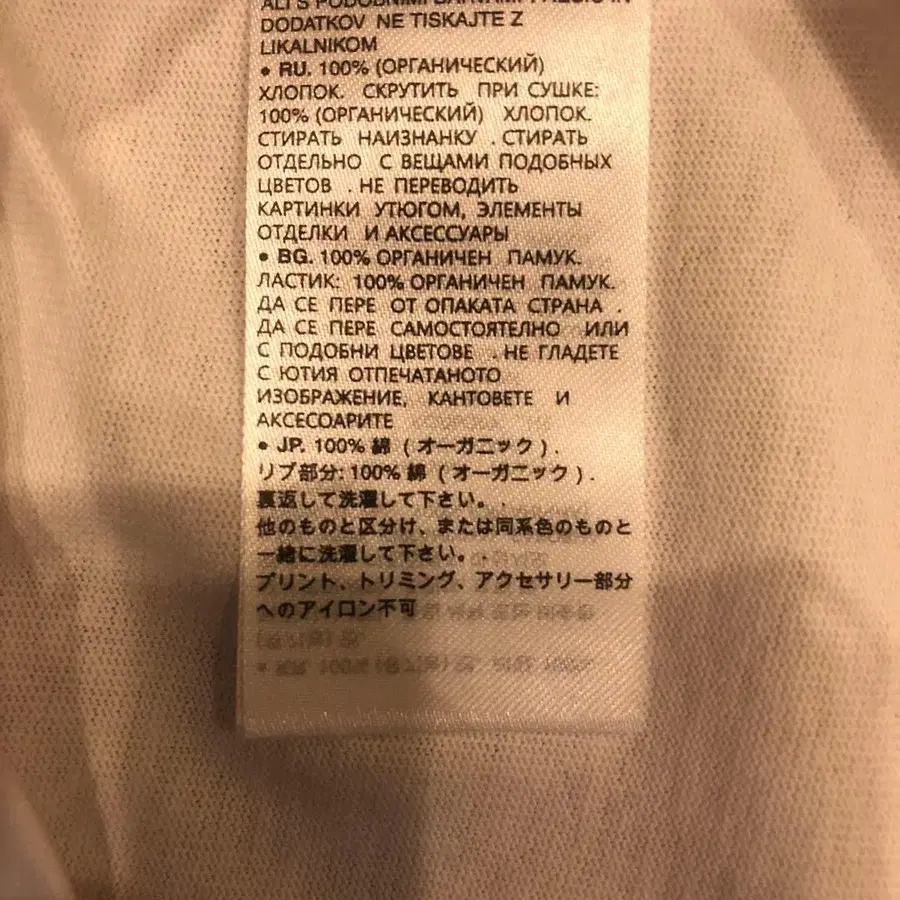 ALI S PODOBNIMI BARVAMI
DODATKOV NE TISKAJTE Z
LIKALNIKOM
• RU. 100% (ОРГАНИЧЕСКИЙ)
ХЛОПОК. СКРУТИТЬ ПРИ СУШКЕ:
100% (ОРГАНИЧЕСКИЙ) ХЛОПОК.
СТИРАТЬ НАИЗНАНКУ . СТИРАТЬ
ОТДЕЛЬНО С ВЕЩАМИ ПОДОБНЫХ
ЦВЕТОВ . НЕ ПЕРЕВОДИТЬ
КАРТИНКИ УТЮГОМ, ЭЛЕМЕНТЫ
ОТДЕЛКИ И АКСЕССУАРЫ
• BG. 100% ОРГАНИЧЕН ПАМУК.
ЛАСТИК: 100% ОРГАНИЧЕН ПАМУК.
ДА СЕ ПЕРЕ ОТ ОПАКАТА СТРАНА .
ДА СЕ ПЕРЕ САМОСТОЯТЕЛНО ИЛИ
С ПОДОБНИ ЦВЕТОВЕ . НЕ ГЛАДЕТЕ
С ЮТИЯ ОТПЕЧАТАНОТО
ИЗОБРАЖЕНИЕ, КАНТОВЕТЕ И
АКСЕСОАРИТЕ
• JP. 100% 綿 ( オーガニック ) .
リブ部分: 100% 綿 ( オーガニック ) .
裏返して洗濯して下さい。 .
他のものと区分け、または同系色のものと
一緒に洗濯して下さい。 .
プリント、トリミング、アクセサリー部分
へのアイロン不可